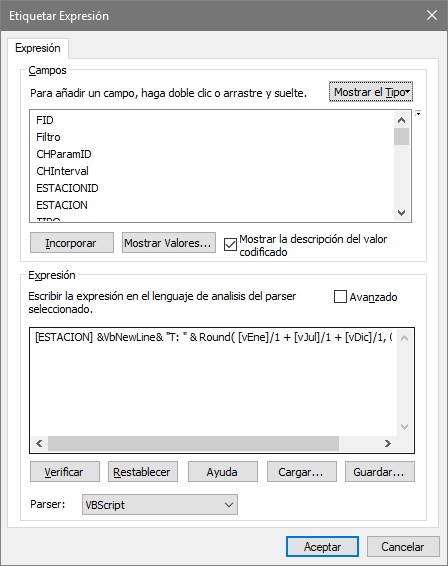 Etiquetar Expresión
Expresión
Campos
Para añadir un campo, haga doble clic o arrastre y suelte.
Mostrar el Tipo
FID
Filtro
CHParamID
CHInterval
ESTACIONID
ESTACION
TIPO
Incorporar
Mostrar Valores...
Mostrar la descripción del valor
codificado
Expresión
Escribir la expresión en el lenguaje de analisis del parser
seleccionado.
Avanzado
[ESTACION] &VbNewLine& "T: " & Round( [vEne]/1 + [vJul]/1 + [vDic]/1, 0
Verificar
Restablecer
Ayuda
Cargar...
Guardar...
Parser:
VBScript
Aceptar
Cancelar